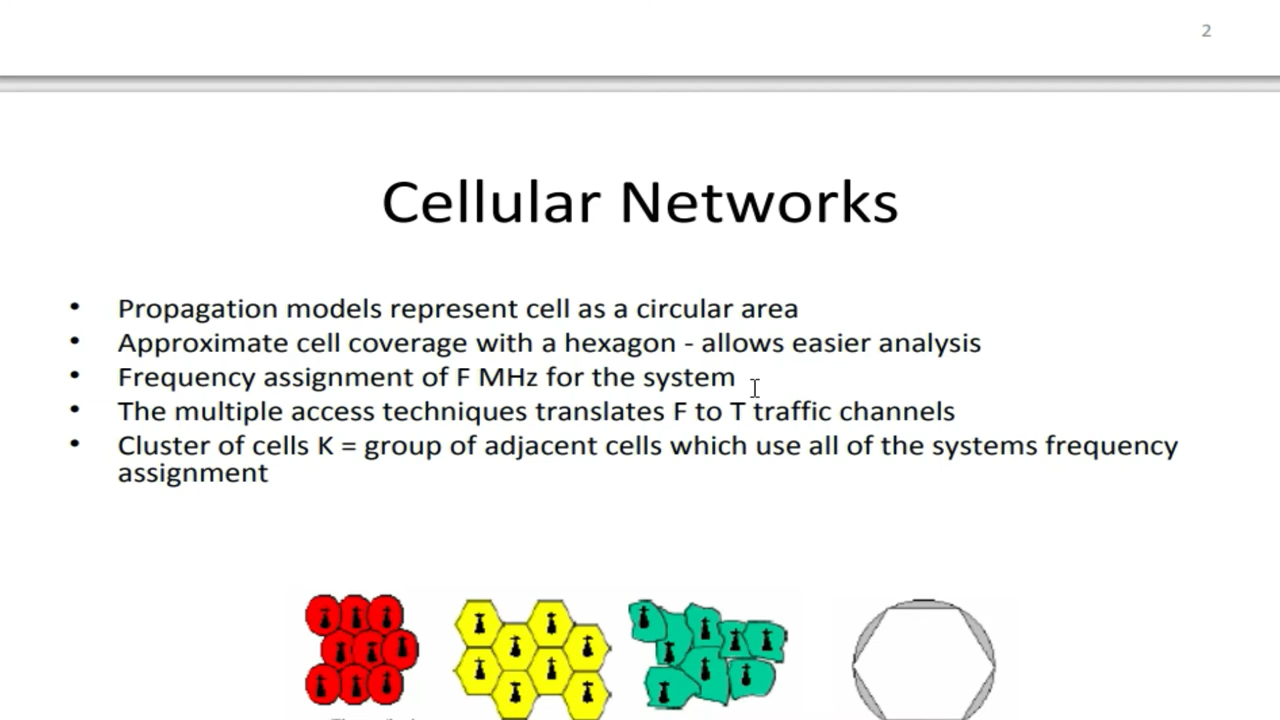 2
Cellular Networks
• Propagation models represent cell as a circular area
• Approximate cell coverage with a hexagon - allows easier analysis
• Frequency assignment of F MHz for the system
• The multiple access techniques translates F to T traffic channels
• Cluster of cells K = group of adjacent cells which use all of the systems frequency
assignment